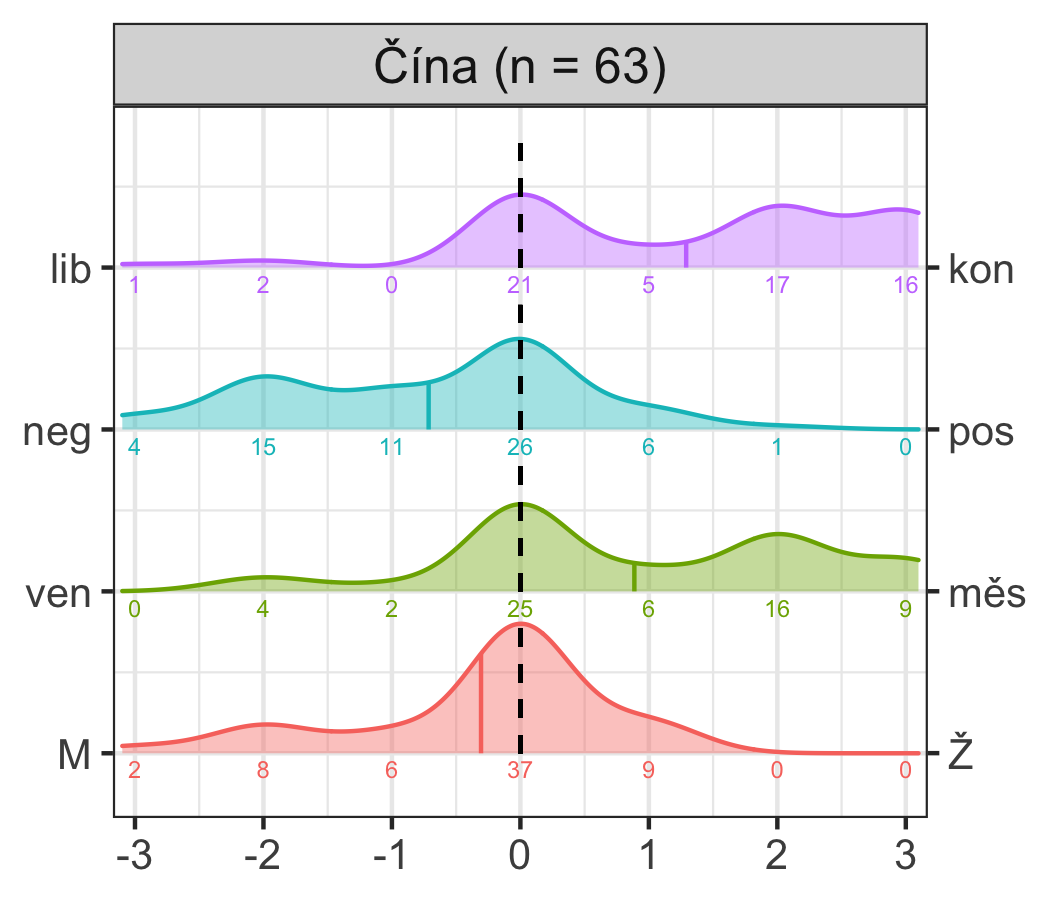 Čína (n = 63)
lib kon
1 2 0 21 5 17 16
neg pos
4 15 11 26 6 1 0
ven měs
0 4 2 25 6 16 9
M Ž
2 8 6 37 9 0 0
-3 -2 -1 0 1 2 3